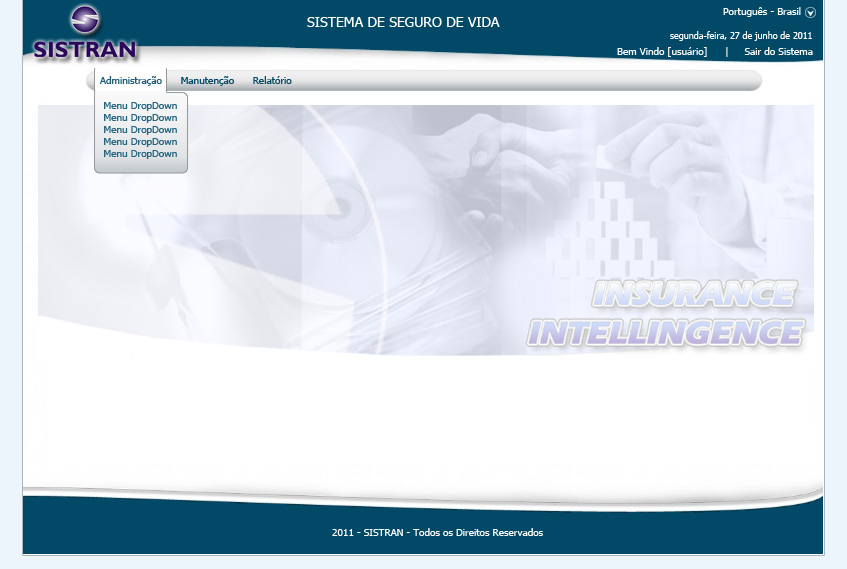 SISTRAN
SISTEMA DE SEGURO DE VIDA
Português - Brasil
segunda-feira, 27 de junho de 2011
Bem Vindo [usuário] | Sair do Sistema
Administração Manutenção Relatório
Menu DropDown
Menu DropDown
Menu DropDown
Menu DropDown
Menu DropDown
INSURANCE
INTELLINGENCE
2011 - SISTRAN - Todos os Direitos Reservados